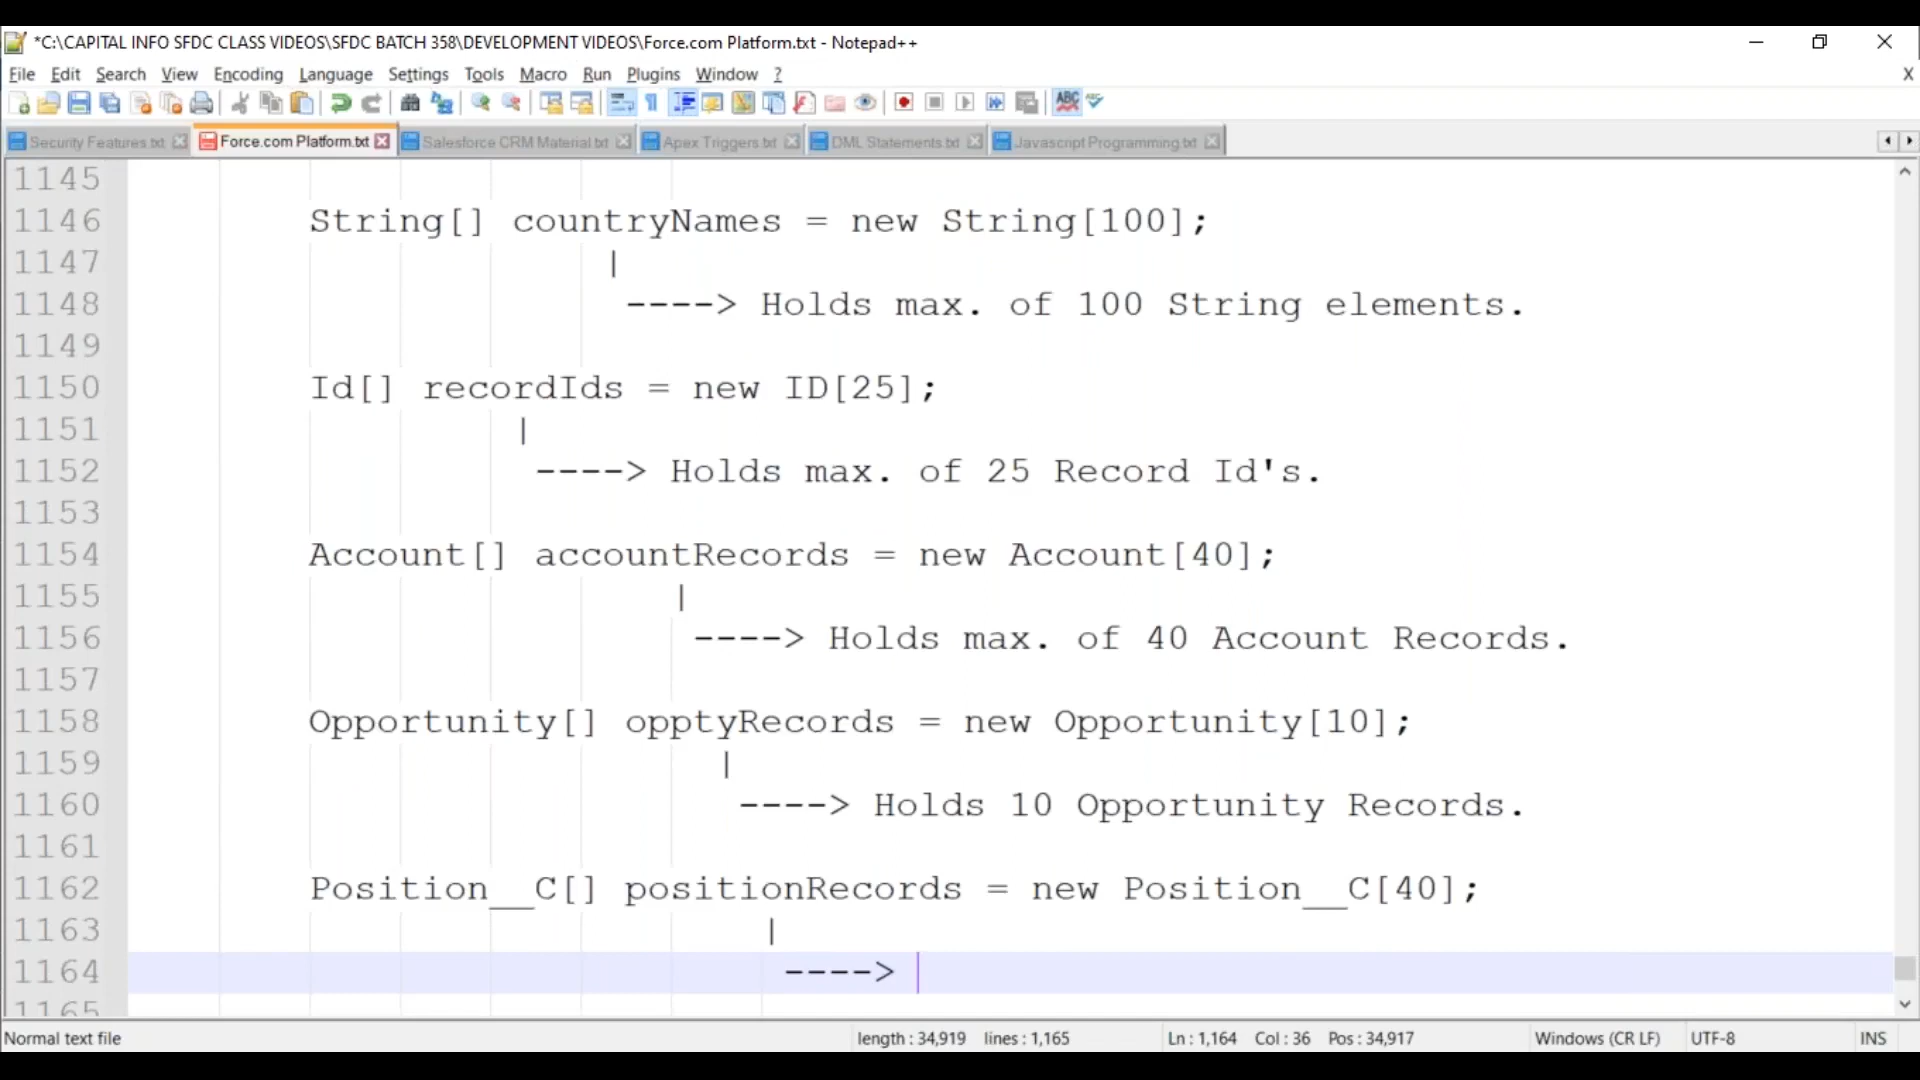 *C:\CAPITAL INFO SFDC CLASS VIDEOS\SFDC BATCH 358\DEVELOPMENT VIDEOS\Force.com Platform.txt - Notepad++
File Edit Search View Encoding Language Settings Tools Macro Run Plugins Window ? X
Security Features.txt Force.com Platform.txt Salesforce CRM Material.txt Apex Triggers.txt DML Statements.txt Javascript Programming.txt
1145
1146 String[] countryNames = new String[100];
1147 |
1148 ----> Holds max. of 100 String elements.
1149
1150 Id[] recordIds = new ID[25];
1151 |
1152 ----> Holds max. of 25 Record Id's.
1153
1154 Account[] accountRecords = new Account[40];
1155 |
1156 ----> Holds max. of 40 Account Records.
1157
1158 Opportunity[] opptyRecords = new Opportunity[10];
1159 |
1160 ----> Holds 10 Opportunity Records.
1161
1162 Position__C[] positionRecords = new Position__C[40];
1163 |
1164 ---->
1165
Normal text file length : 34,919 lines : 1,165 Ln : 1,164 Col : 36 Pos : 34,917 Windows (CR LF) UTF-8 INS